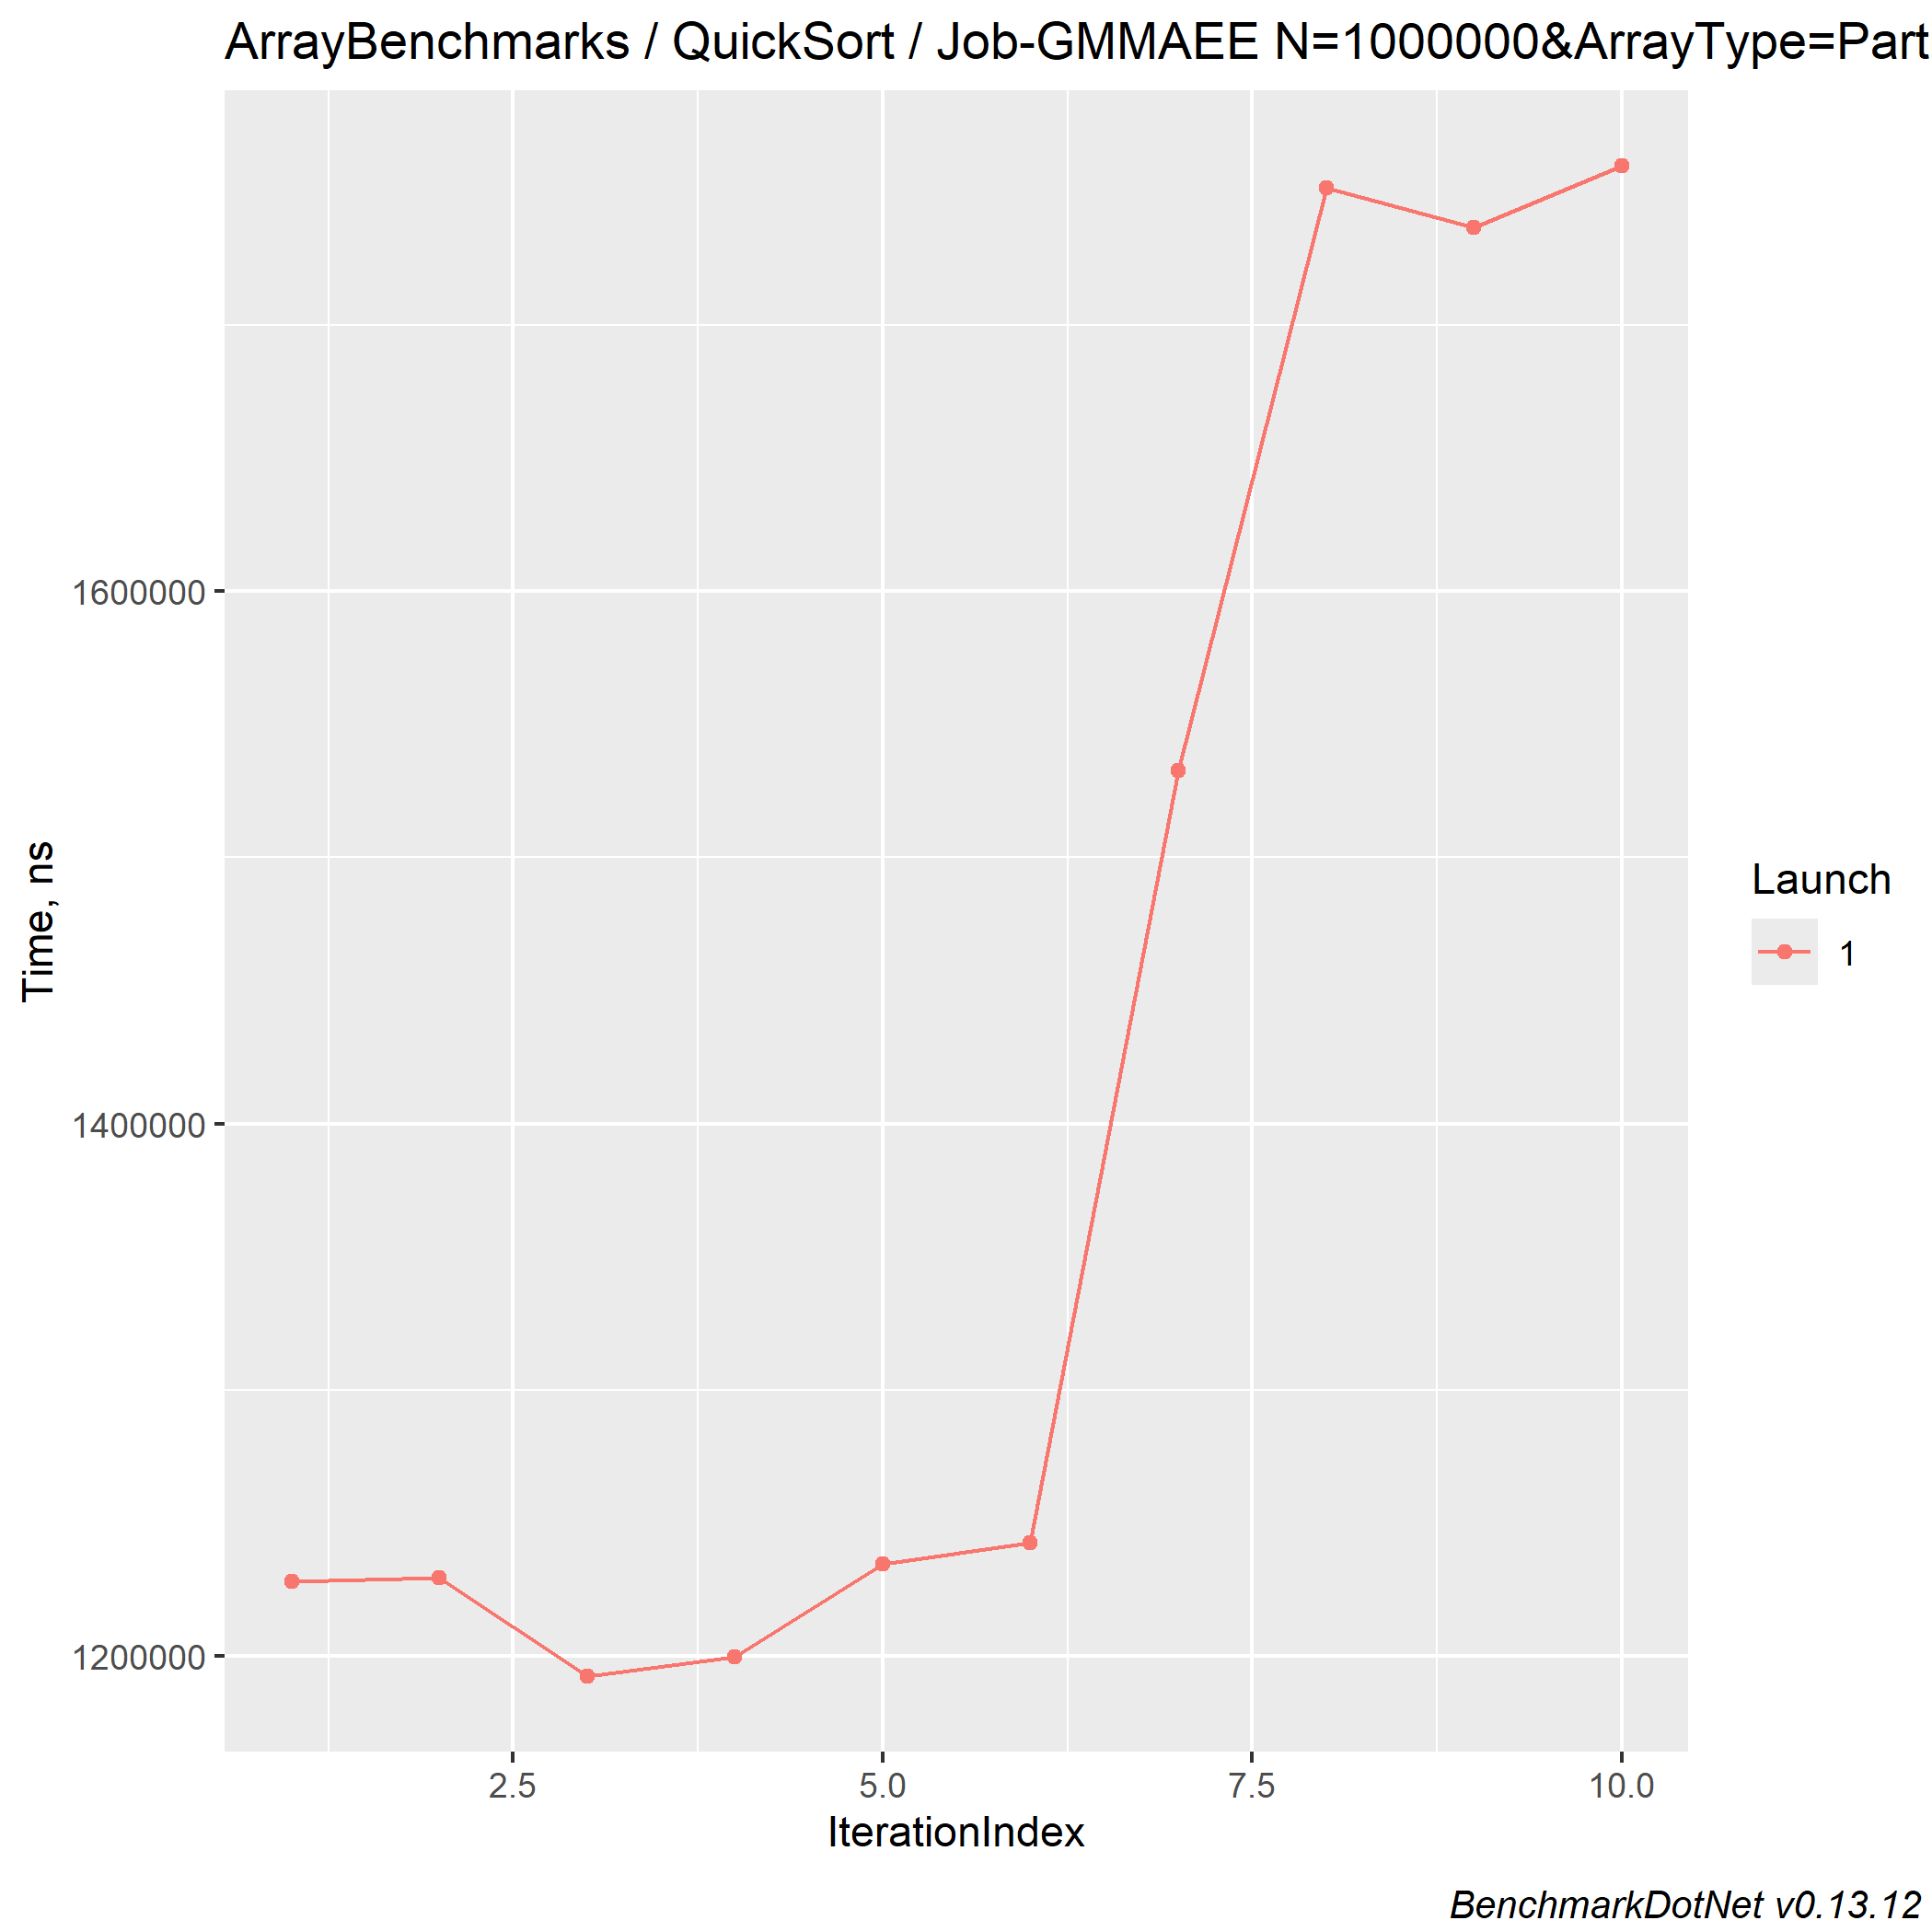 ArrayBenchmarks / QuickSort / Job-GMMAEE N=1000000&ArrayType=Part
Time, ns
1600000
1400000
1200000
2.5 5.0 7.5 10.0
IterationIndex
Launch
1
BenchmarkDotNet v0.13.12